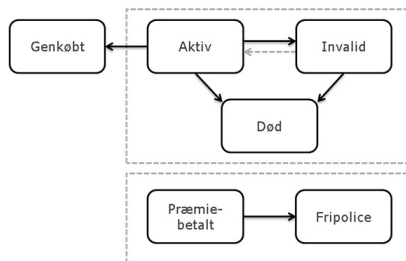 Genkøbt
Aktiv
Invalid
Død
Præmie-
betalt
Fripolice